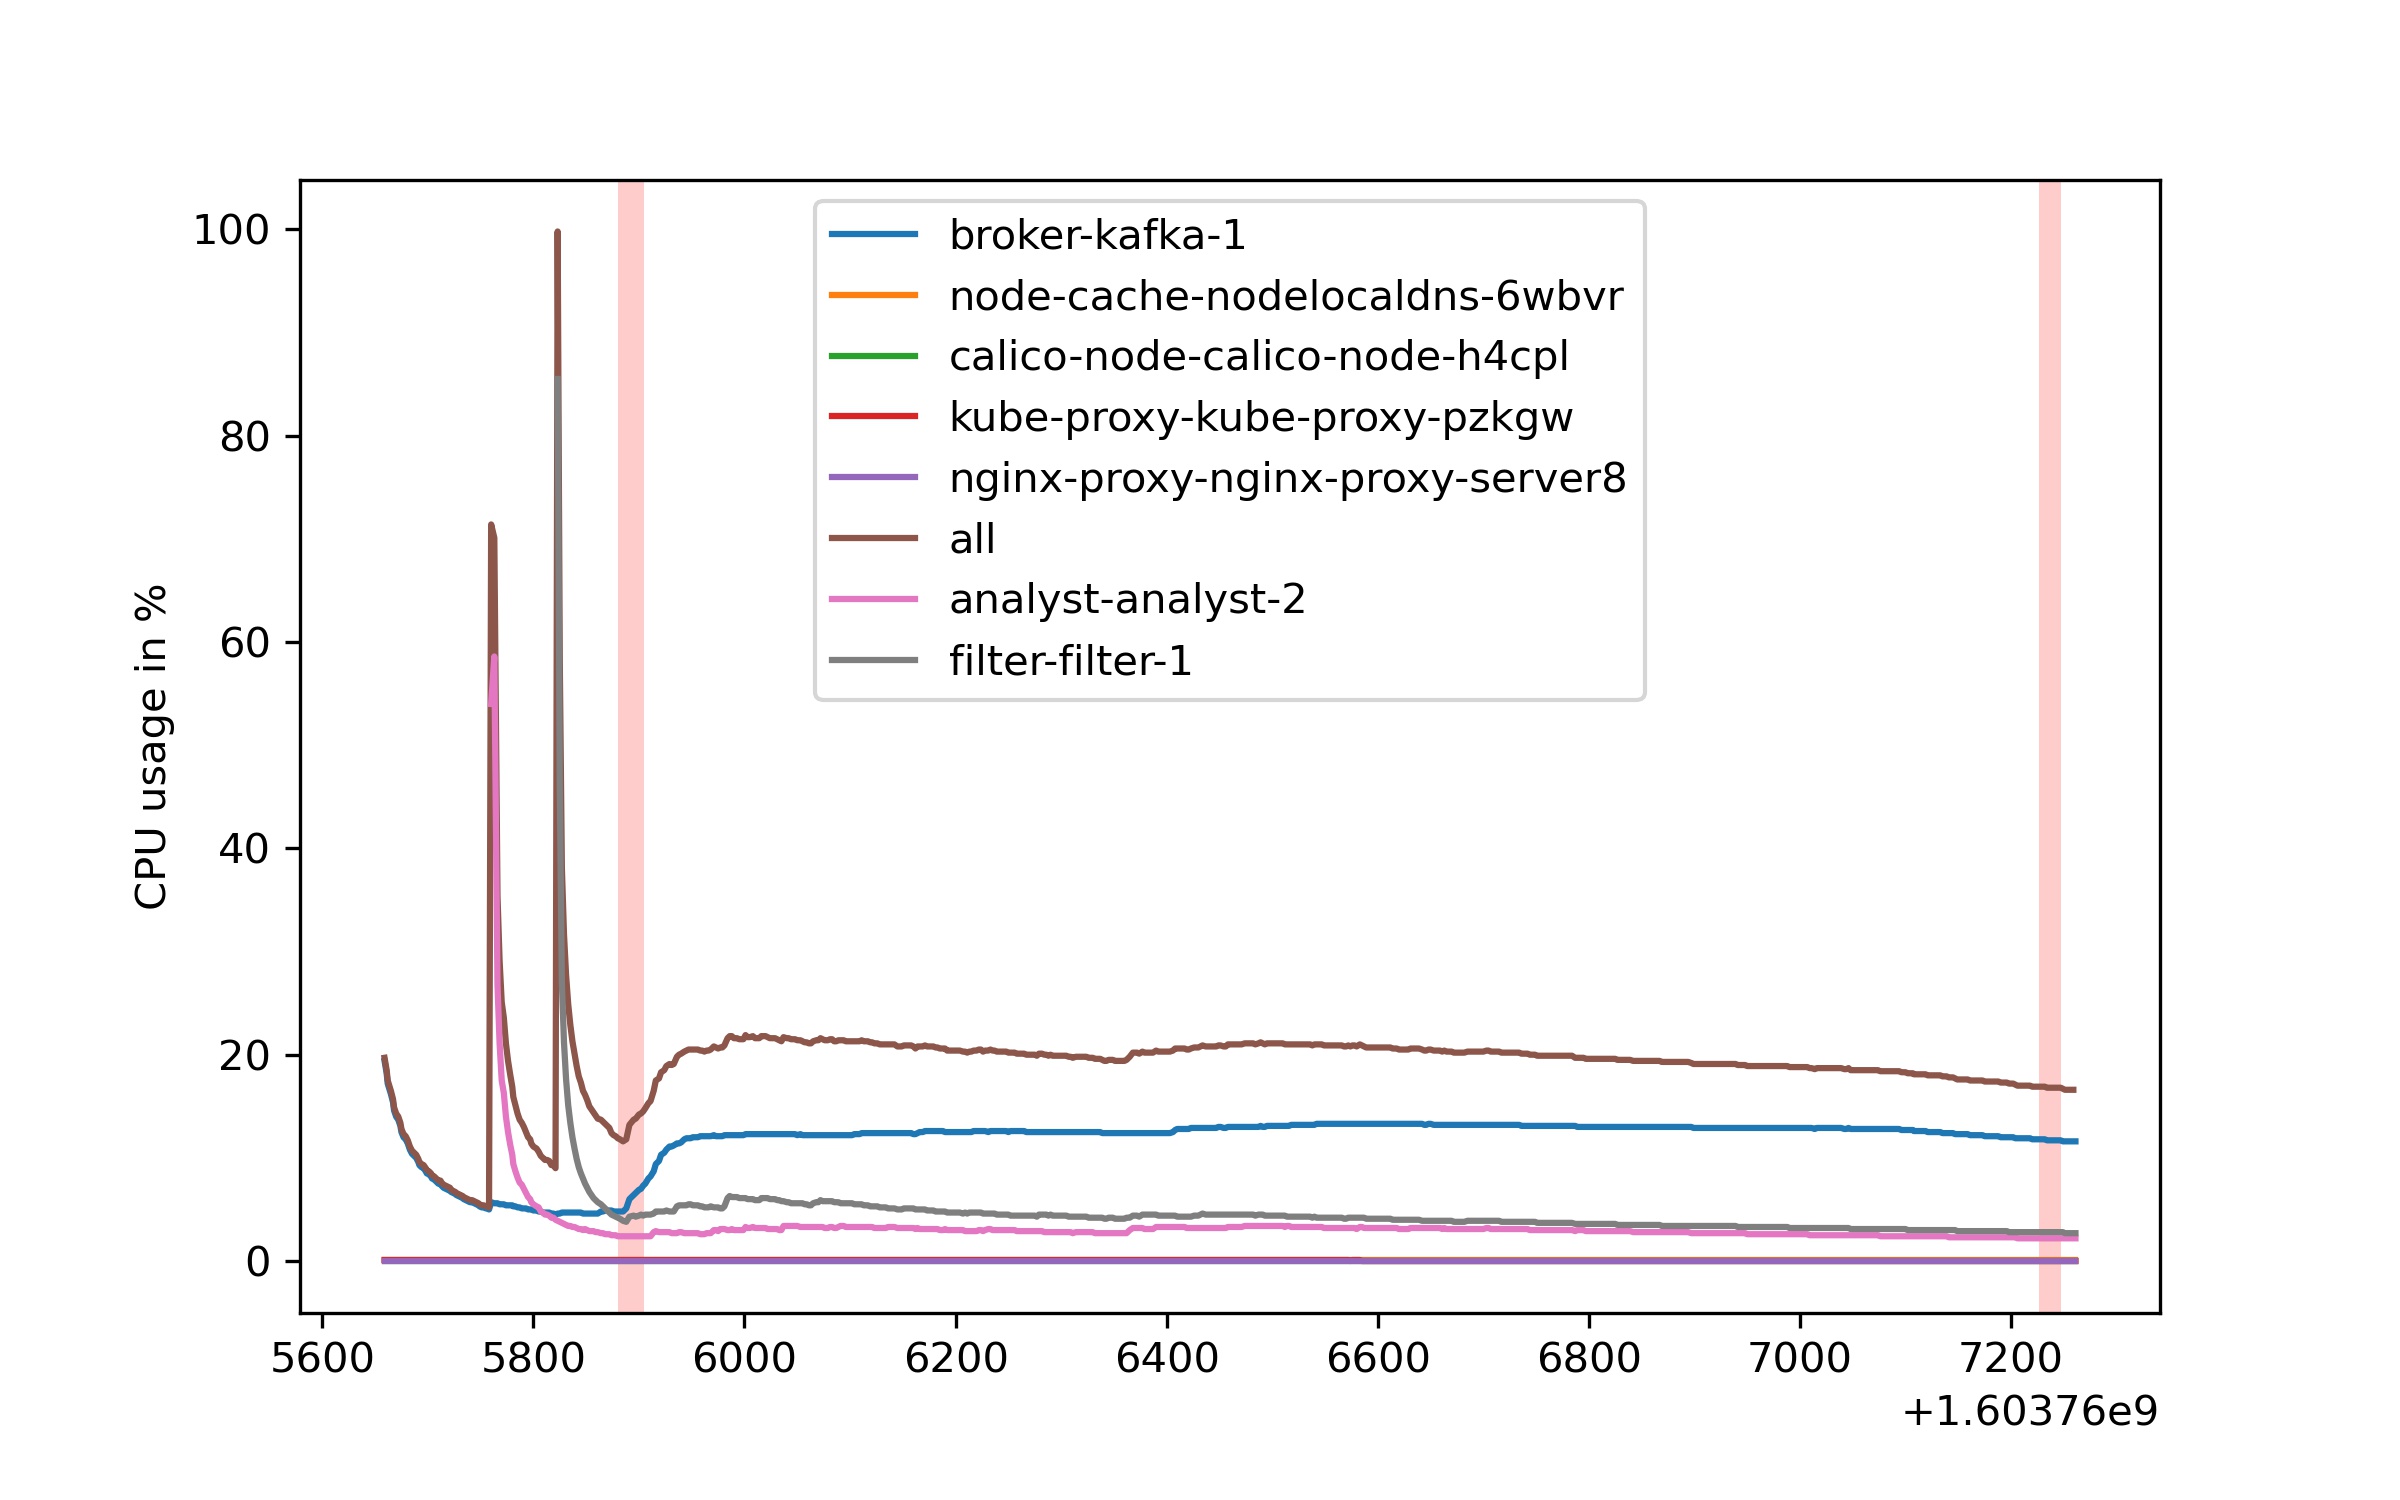 broker-kafka-1
node-cache-nodelocaldns-6wbvr
calico-node-calico-node-h4cpl
kube-proxy-kube-proxy-pzkgw
nginx-proxy-nginx-proxy-server8
all
analyst-analyst-2
filter-filter-1
CPU usage in %
100
80
60
40
20
0
5600 5800 6000 6200 6400 6600 6800 7000 7200
+1.60376e9